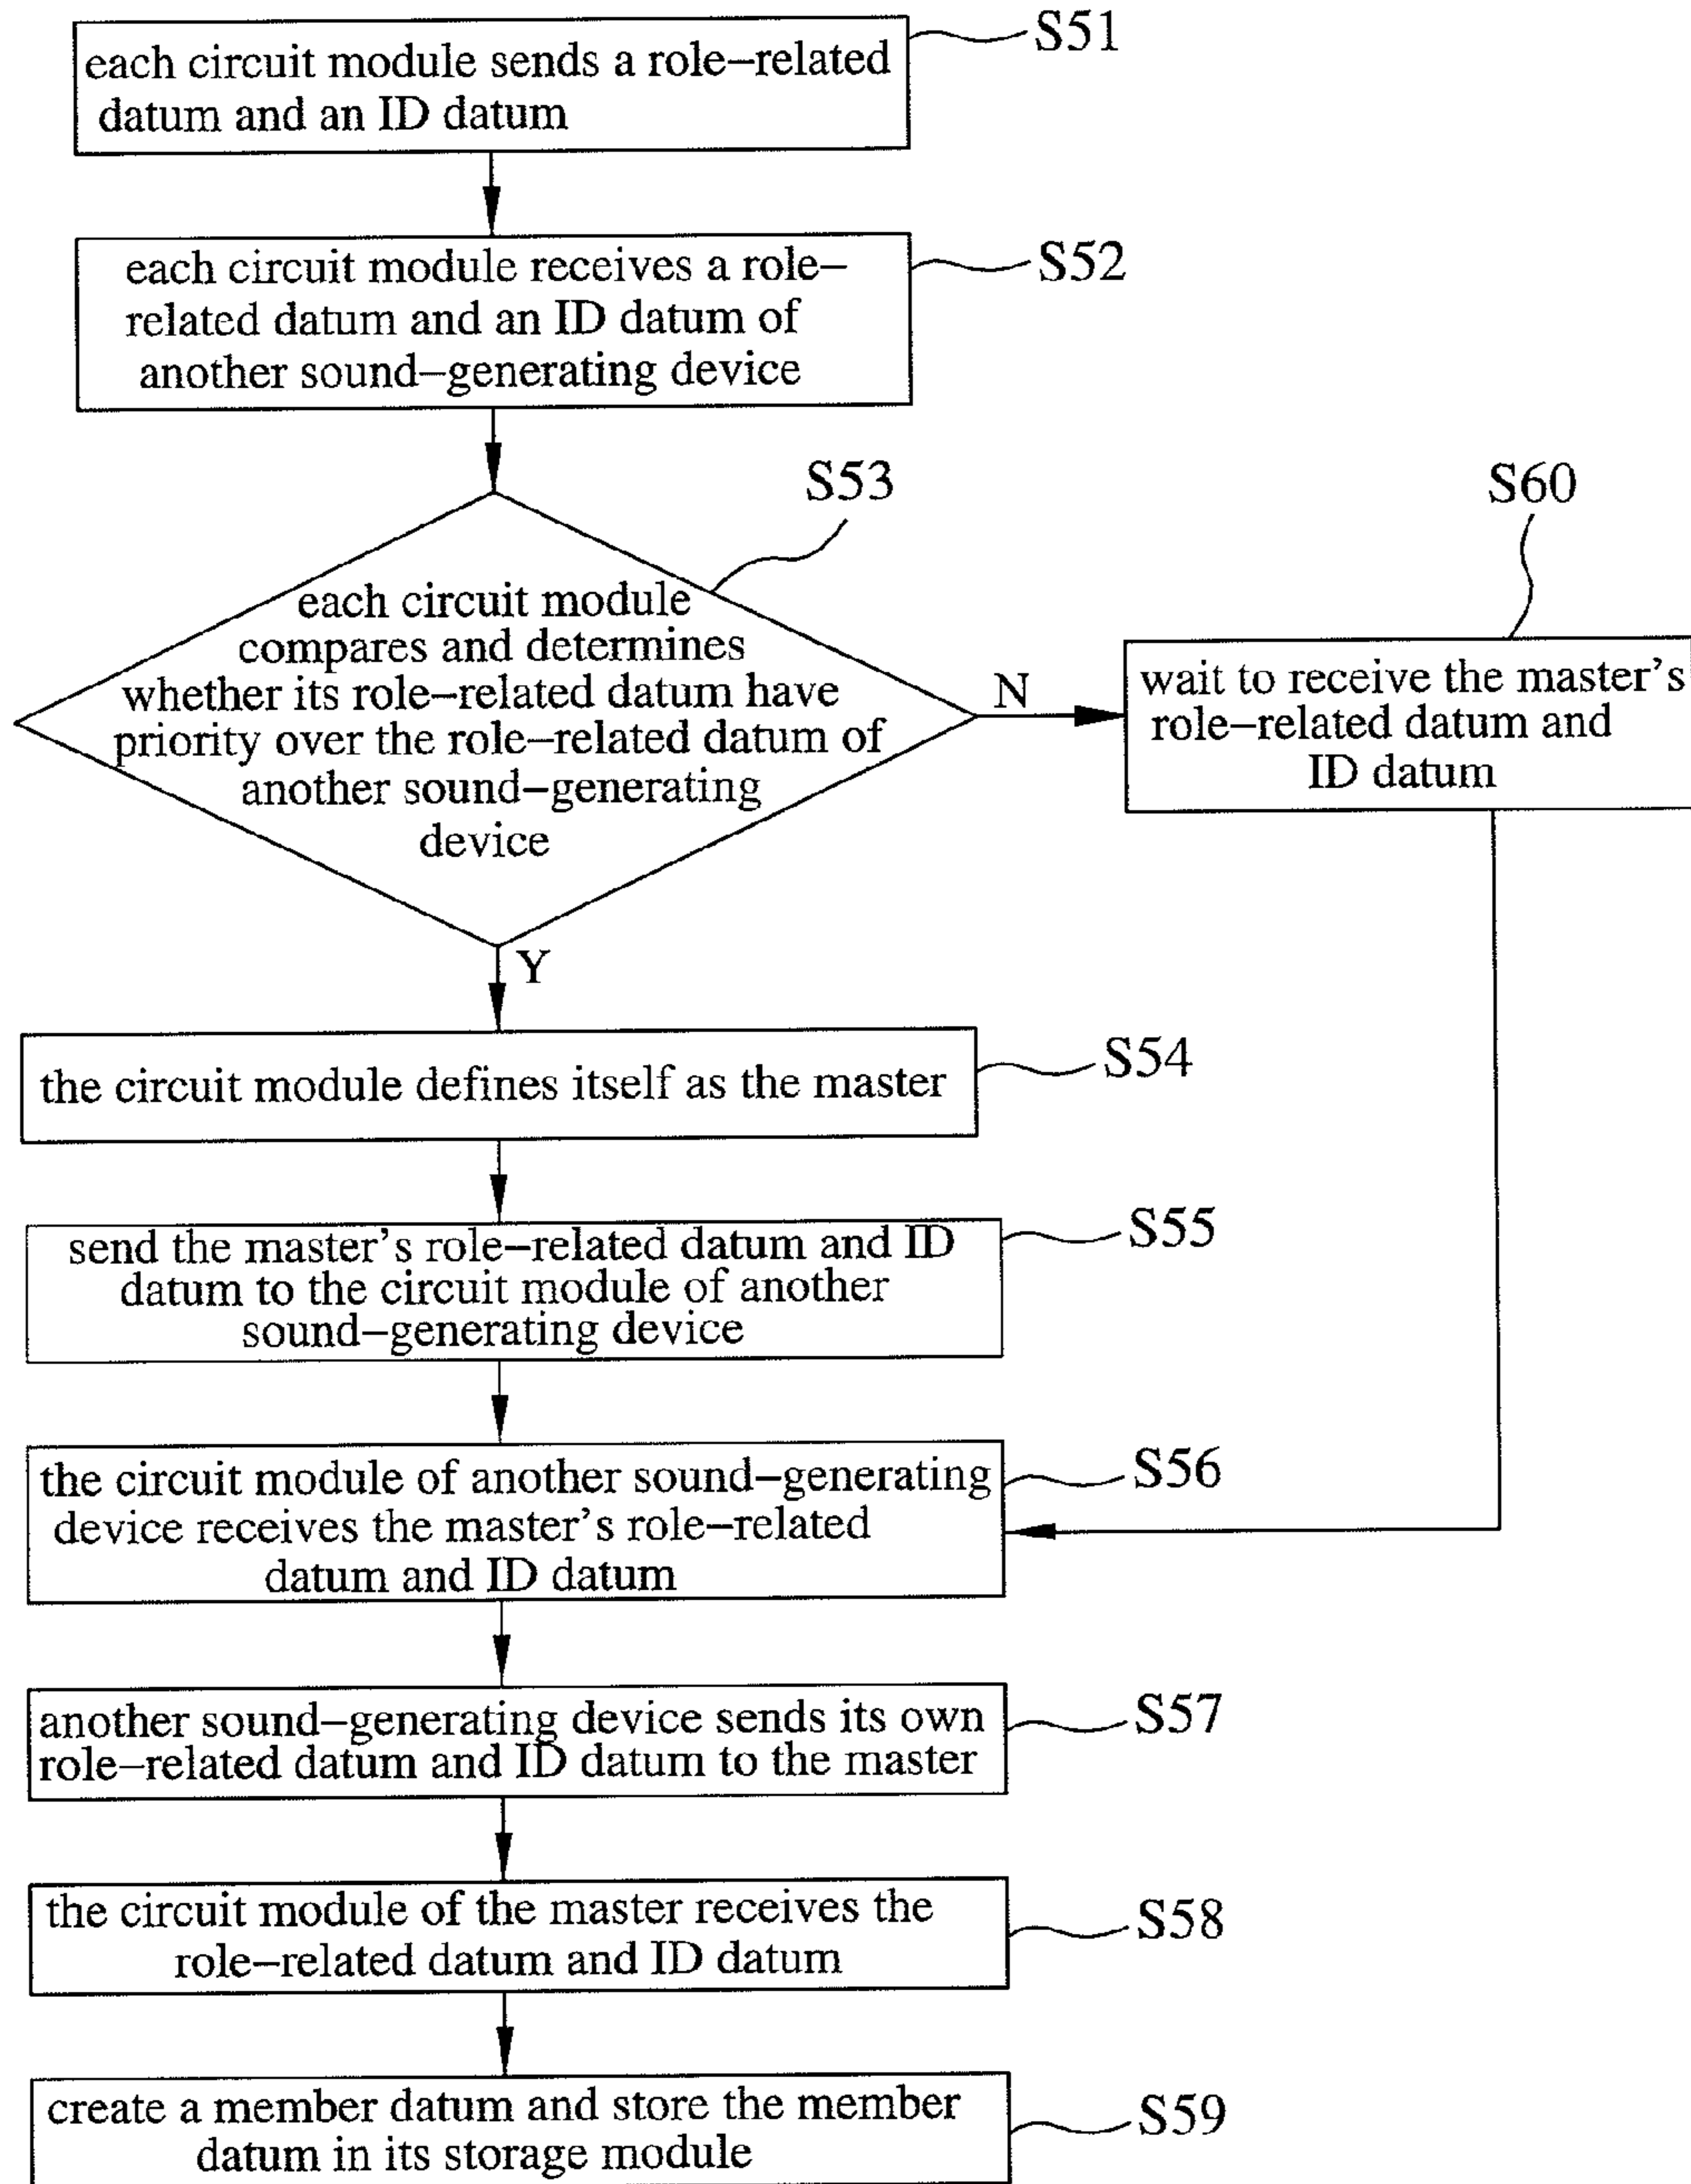 each circuit module sends a role–related
datum and an ID datum
S51
each circuit module receives a role–
related datum and an ID datum of
another sound–generating device
S52
each circuit module
compares and determines
whether its role–related datum have
priority over the role–related datum of
another sound–generating
device
S53
N
S60
wait to receive the master's
role–related datum and
ID datum
Y
the circuit module defines itself as the master
S54
send the master's role–related datum and ID
datum to the circuit module of another
sound–generating device
S55
the circuit module of another sound–generating
device receives the master's role–related
datum and ID datum
S56
another sound–generating device sends its own
role–related datum and ID datum to the master
S57
the circuit module of the master receives the
role–related datum and ID datum
S58
create a member datum and store the member
datum in its storage module
S59